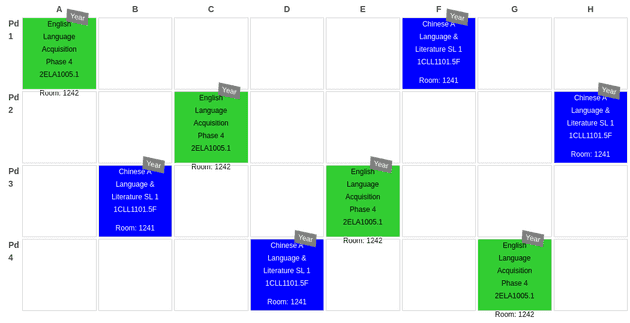 A B C D E F G H
Pd 1
Year
English
Language
Acquisition
Phase 4
2ELA1005.1
Room: 1242
Year
Chinese A
Language &
Literature SL 1
1CLL1101.5F
Room: 1241
Pd 2
Year
English
Language
Acquisition
Phase 4
2ELA1005.1
Room: 1242
Year
Chinese A
Language &
Literature SL 1
1CLL1101.5F
Room: 1241
Pd 3
Year
Chinese A
Language &
Literature SL 1
1CLL1101.5F
Room: 1241
Year
English
Language
Acquisition
Phase 4
2ELA1005.1
Room: 1242
Pd 4
Year
Chinese A
Language &
Literature SL 1
1CLL1101.5F
Room: 1241
Year
English
Language
Acquisition
Phase 4
2ELA1005.1
Room: 1242